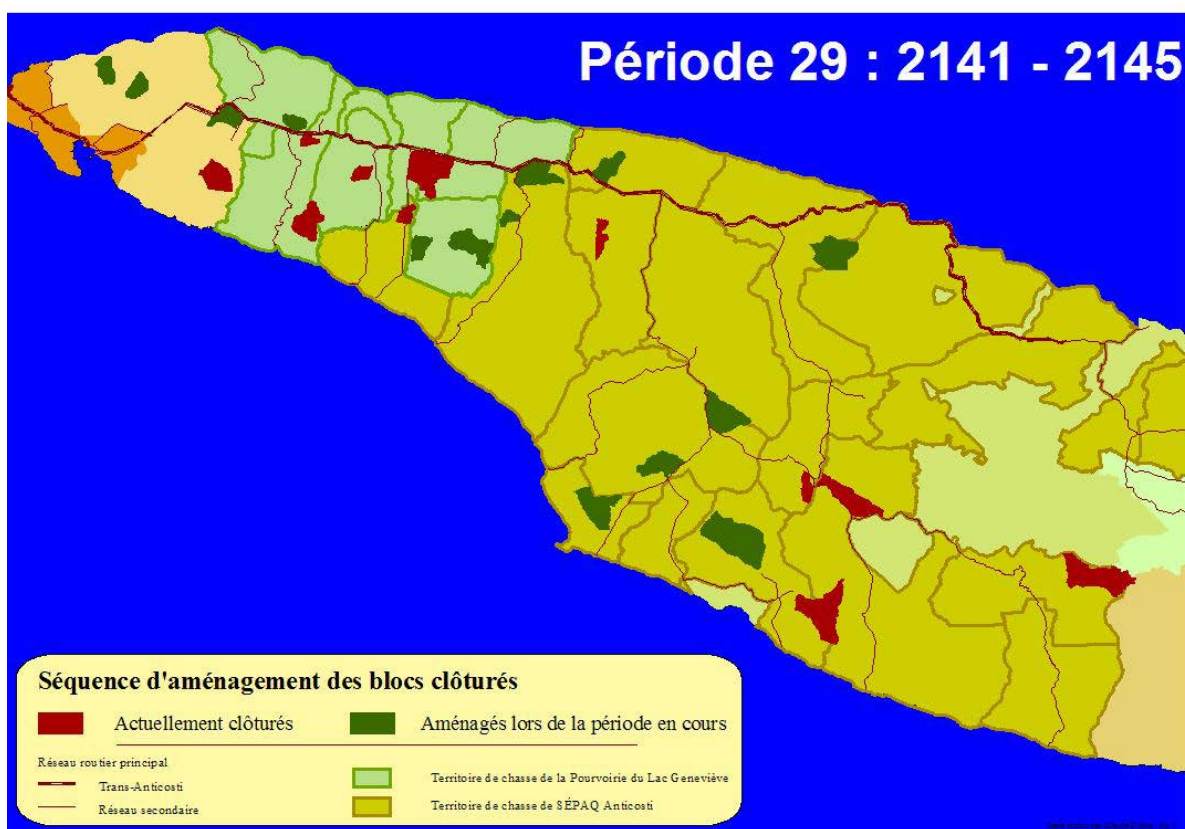 Période 29 : 2141 - 2145
Séquence d'aménagement des blocs clôturés
Actuellement clôturés
Aménagés lors de la période en cours
Réseau routier principal
Trans-Anticosti
Réseau secondaire
Territoire de chasse de la Pourvoirie du Lac Geneviève
Territoire de chasse de SÉPAQ Anticosti